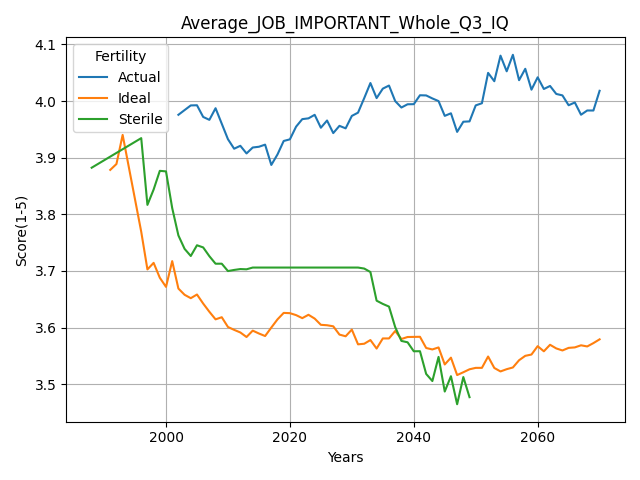 Average_JOB_IMPORTANT_Whole_Q3_IQ
Fertility
Actual
Ideal
Sterile
Score(1-5)
4.1
4.0
3.9
3.8
3.7
3.6
3.5
2000
2020
2040
2060
Years